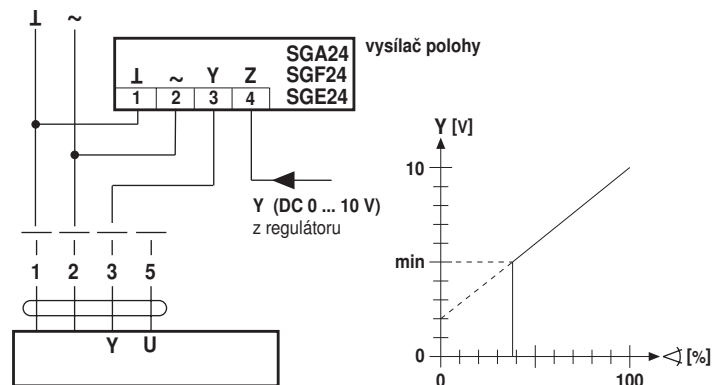 ⊥ ~
SGA24
SGF24
SGE24
vysílač polohy
⊥ ~ Y Z
1 2 3 4
Y (DC 0 ... 10 V)
z regulátoru
1 2 3 5
Y U
Y [V]
10
min
0
0 100
[%]